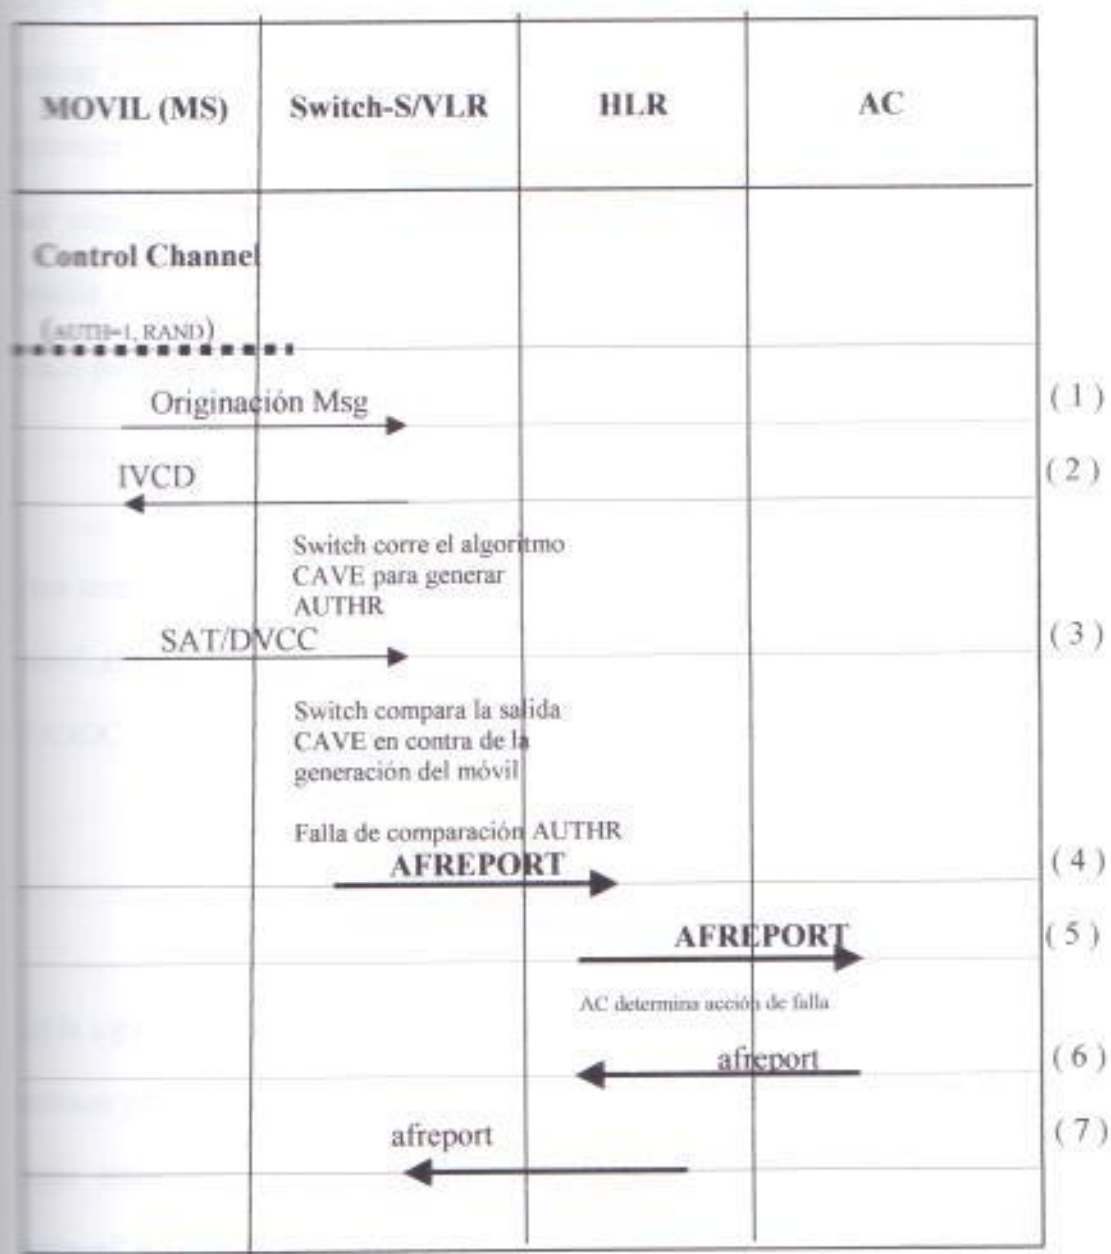 MOVIL (MS) Switch-S/VLR HLR AC
Control Channel
(AUTH=1, RAND)
Originación Msg (1)
IVCD (2)
Switch corre el algoritmo
CAVE para generar
AUTHR
SAT/DVCC (3)
Switch compara la salida
CAVE en contra de la
generación del móvil
Falla de comparación AUTHR
AFREPORT (4)
AFREPORT (5)
AC determina acción de falla
afreport (6)
afreport (7)